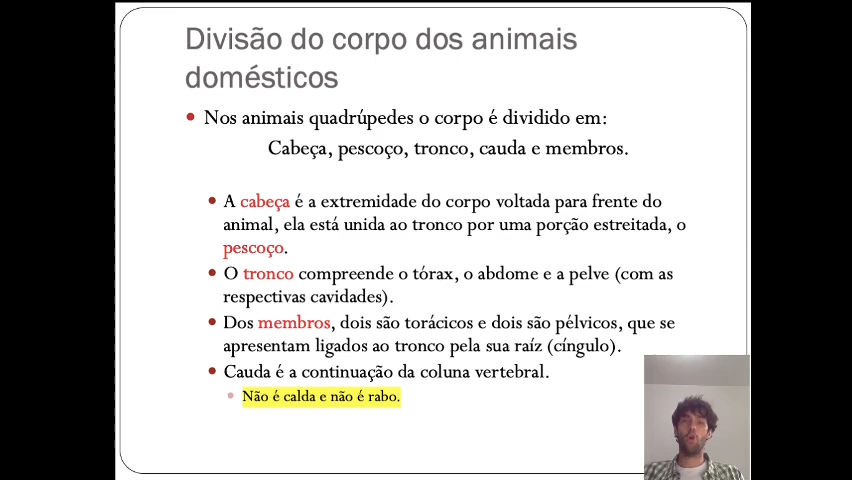 Divisão do corpo dos animais
domésticos
Nos animais quadrúpedes o corpo é dividido em:
Cabeça, pescoço, tronco, cauda e membros.
A cabeça é a extremidade do corpo voltada para frente do
animal, ela está unida ao tronco por uma porção estreitada, o
pescoço.
O tronco compreende o tórax, o abdome e a pelve (com as
respectivas cavidades).
Dos membros, dois são torácicos e dois são pélvicos, que se
apresentam ligados ao tronco pela sua raíz (cíngulo).
Cauda é a continuação da coluna vertebral.
Não é calda e não é rabo.